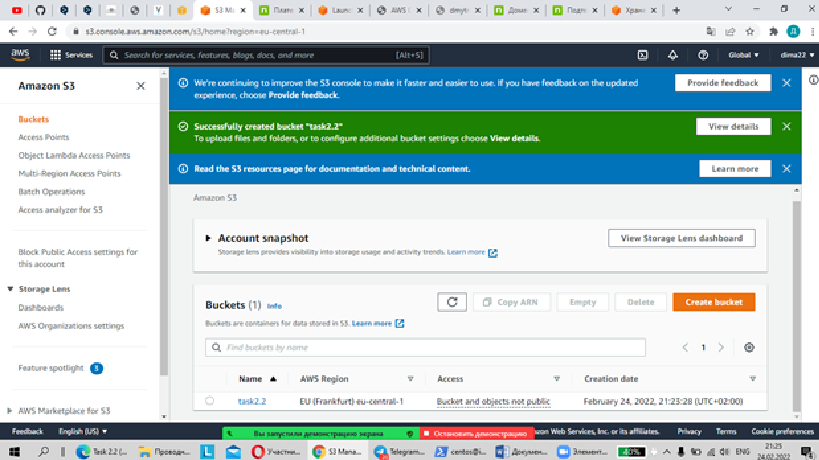 S3 Ma
Плате
Launc
AWS C
dmyt
Доме
Подп
Хране
s3.console.aws.amazon.com/s3/home?region=eu-central-1
aws
Services
Search for services, features, blogs, docs, and more
[Alt+S]
Global
dima22
Amazon S3
Buckets
Access Points
Object Lambda Access Points
Multi-Region Access Points
Batch Operations
Access analyzer for S3
Block Public Access settings for
this account
Storage Lens
Dashboards
AWS Organizations settings
Feature spotlight 3
AWS Marketplace for S3
We're continuing to improve the S3 console to make it faster and easier to use. If you have feedback on the updated
experience, choose Provide feedback.
Provide feedback
Successfully created bucket "task2.2"
To upload files and folders, or to configure additional bucket settings choose View details.
View details
Read the S3 resources page for documentation and technical content.
Learn more
Amazon S3
Account snapshot
Storage lens provides visibility into storage usage and activity trends. Learn more
View Storage Lens dashboard
Buckets (1) Info
Buckets are containers for data stored in S3. Learn more
Copy ARN
Empty
Delete
Create bucket
Find buckets by name
1
Name AWS Region Access Creation date
task2.2 EU (Frankfurt) eu-central-1 Bucket and objects not public February 24, 2022, 21:23:28 (UTC+02:00)
Feedback English (US)
Вы запустили демонстрацию экрана
Остановить демонстрацию
zon Web Services, Inc. or its affiliates.
Privacy Terms Cookie preferences
Task 2.2 (
Проводн...
Участни...
S3 Mana...
Telegram...
centos@i...
Докумен...
Элемент...
40%
ENG
21:25
24.02.2022